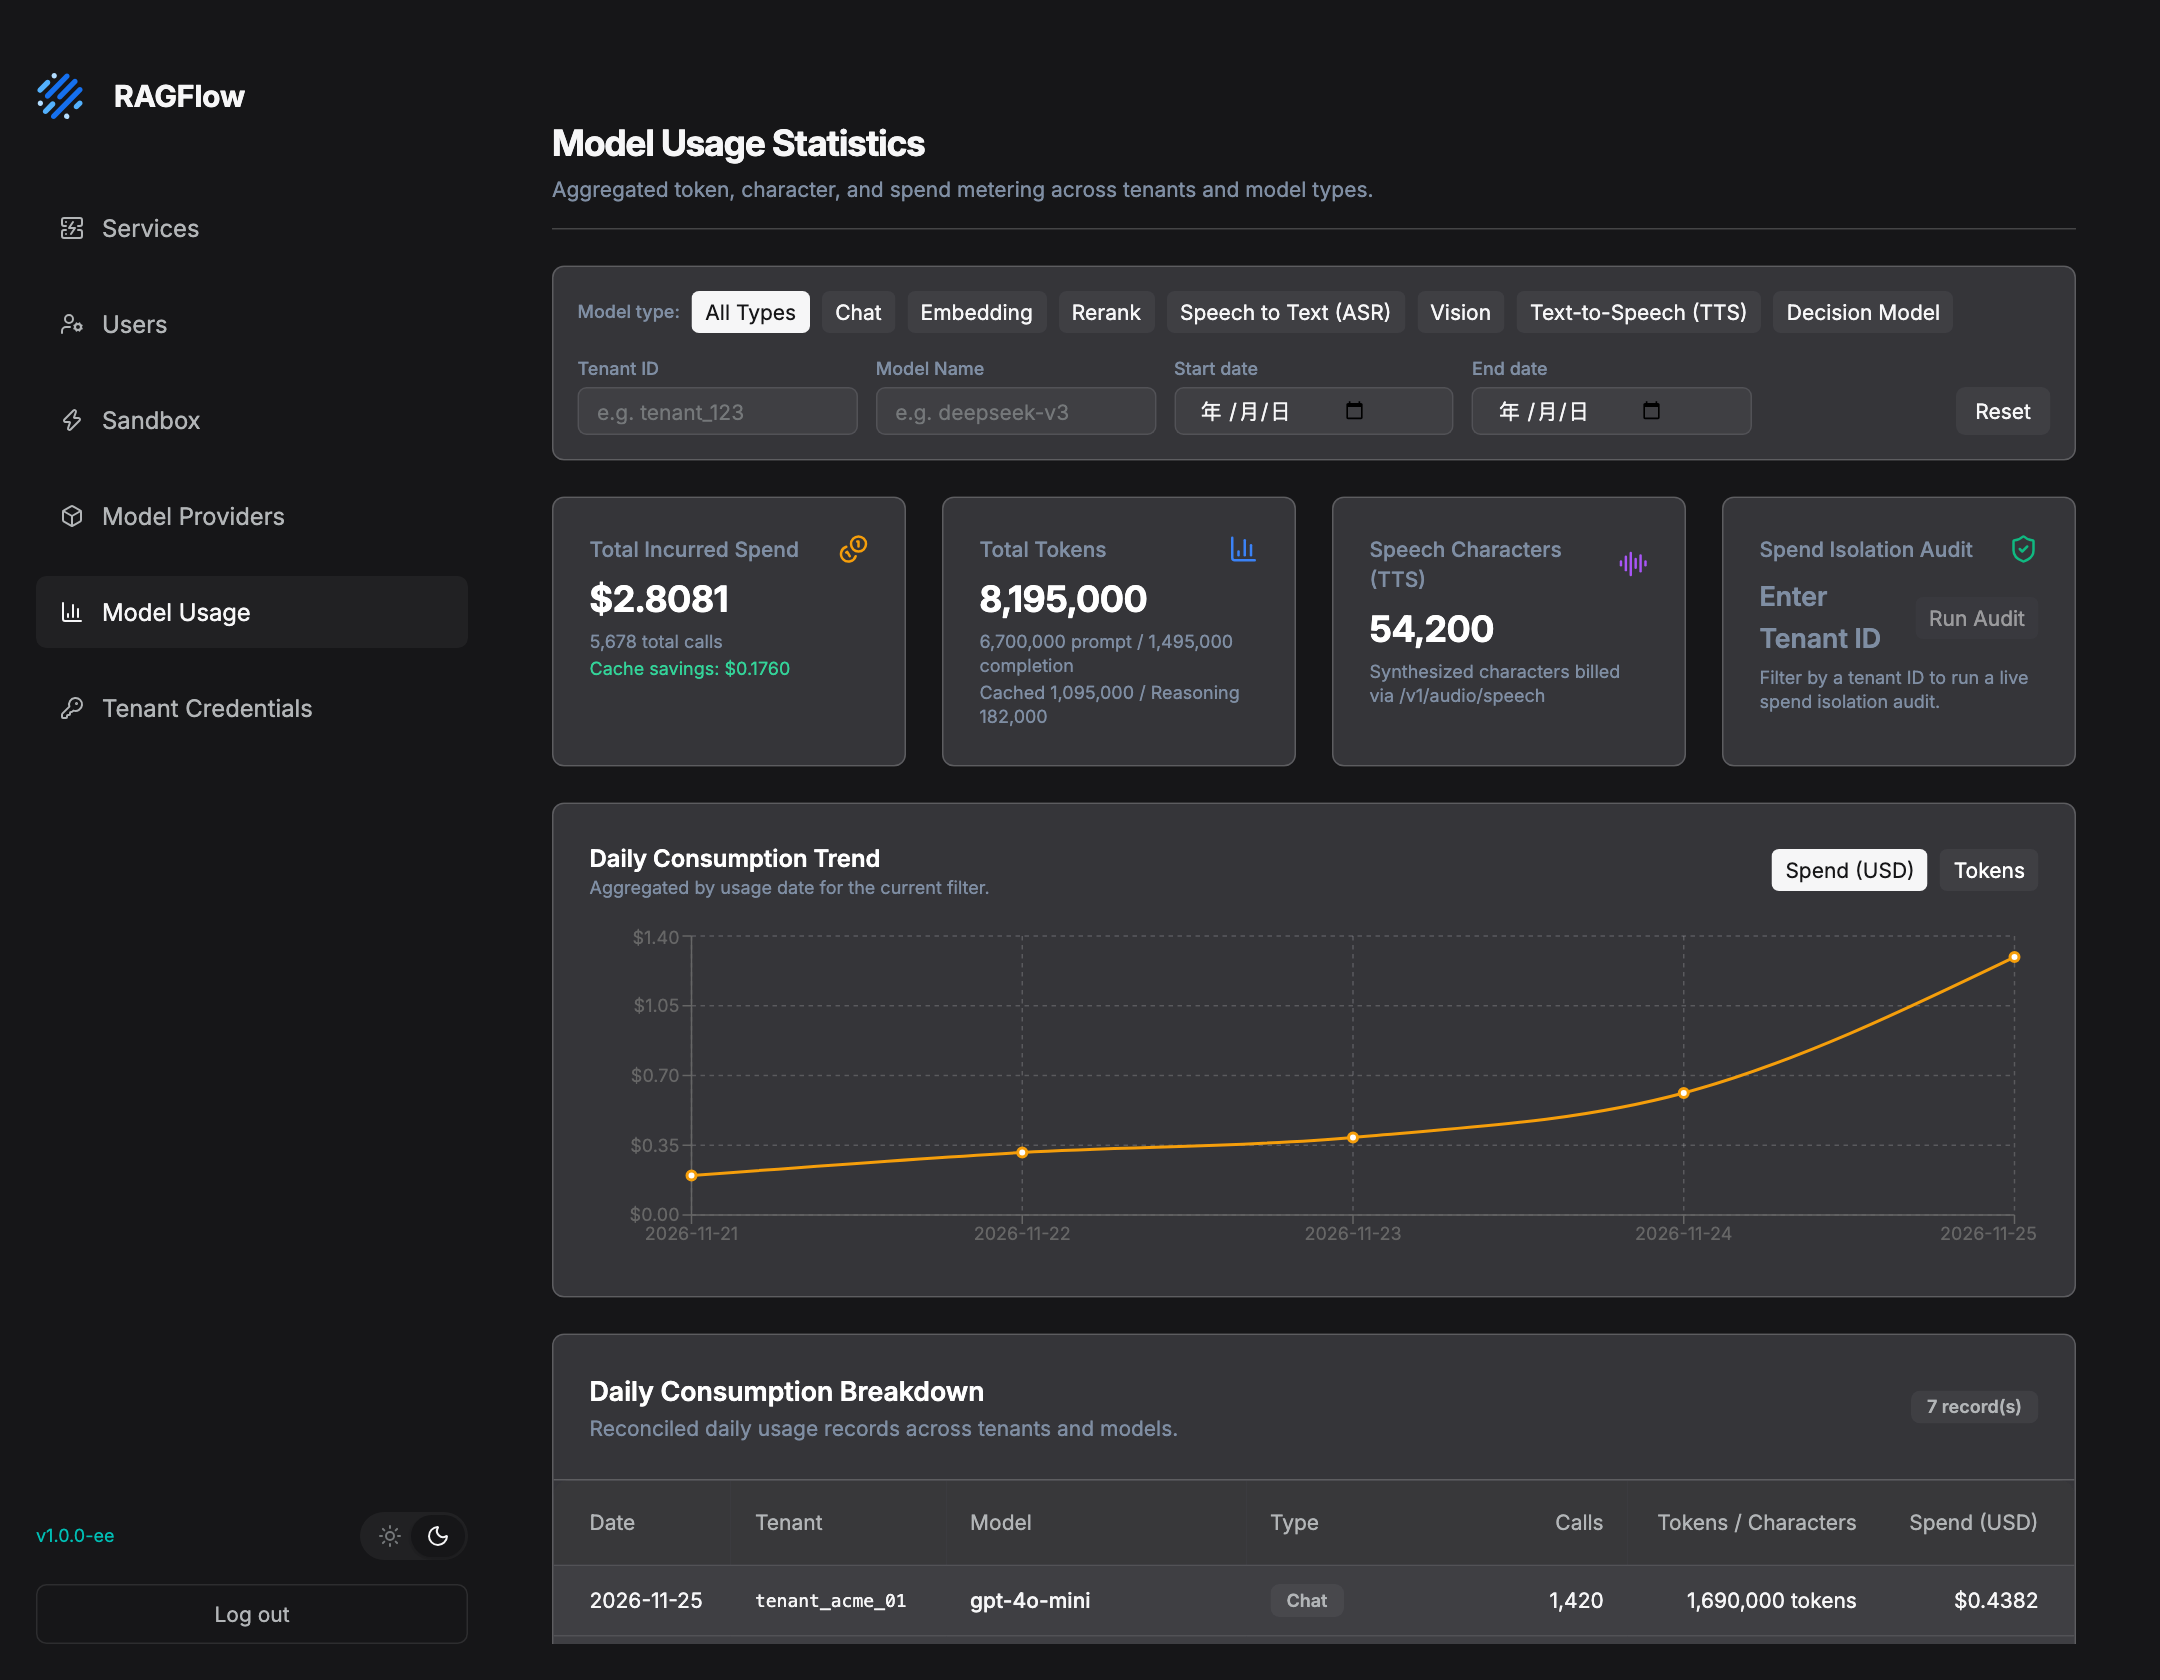 RAGFlow
Services
Users
Sandbox
Model Providers
Model Usage
Tenant Credentials
v1.0.0-ee
Log out
Model Usage Statistics
Aggregated token, character, and spend metering across tenants and model types.
Model type: All Types Chat Embedding Rerank Speech to Text (ASR) Vision Text-to-Speech (TTS) Decision Model
Tenant ID Model Name Start date End date
e.g. tenant_123 e.g. deepseek-v3 年 /月/日 年 /月/日 Reset
Total Incurred Spend
$2.8081
5,678 total calls
Cache savings: $0.1760
Total Tokens
8,195,000
6,700,000 prompt / 1,495,000
completion
Cached 1,095,000 / Reasoning
182,000
Speech Characters
(TTS)
54,200
Synthesized characters billed
via /v1/audio/speech
Spend Isolation Audit
Enter
Tenant ID
Run Audit
Filter by a tenant ID to run a live
spend isolation audit.
Daily Consumption Trend
Aggregated by usage date for the current filter.
Spend (USD) Tokens
$1.40
$1.05
$0.70
$0.35
$0.00
2026-11-21 2026-11-22 2026-11-23 2026-11-24 2026-11-25
Daily Consumption Breakdown
Reconciled daily usage records across tenants and models.
7 record(s)
Date Tenant Model Type Calls Tokens / Characters Spend (USD)
2026-11-25 tenant_acme_01 gpt-4o-mini Chat 1,420 1,690,000 tokens $0.4382